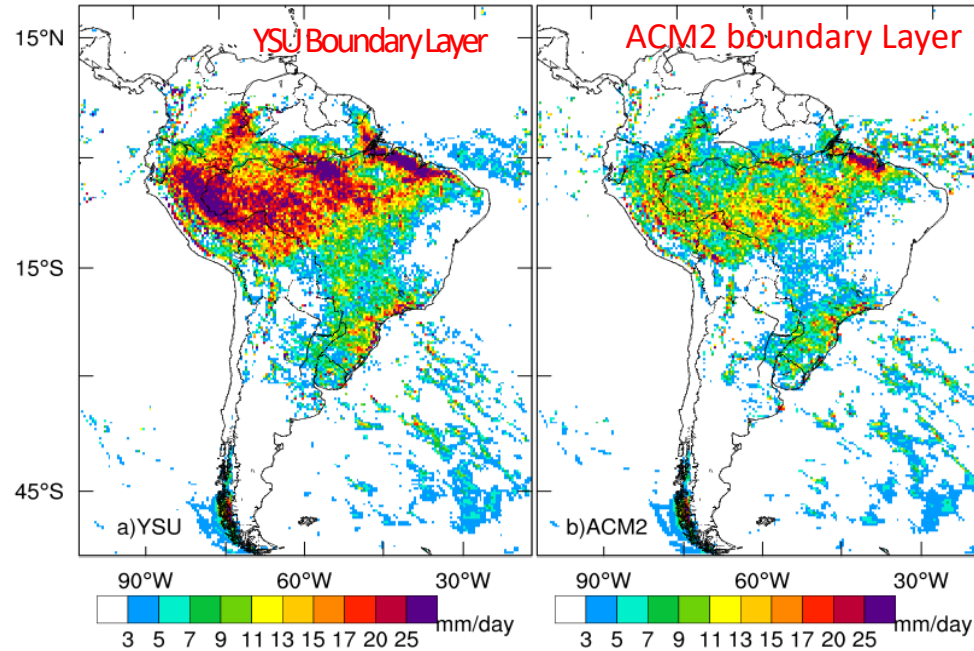 YSU Boundary Layer
ACM2 boundary Layer
15°N
15°S
45°S
a)YSU
b)ACM2
90°W 60°W 30°W
90°W 60°W 30°W
mm/day
3 5 7 9 11 13 15 17 20 25
mm/day
3 5 7 9 11 13 15 17 20 25